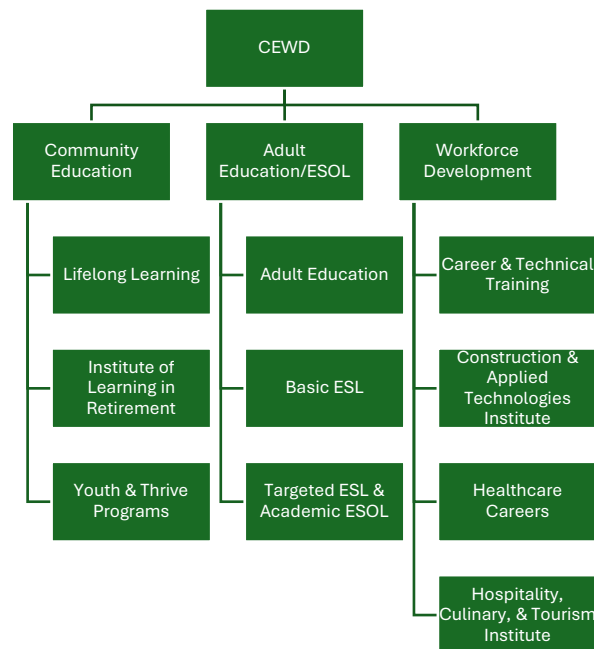 CEWD
Community
Education
Lifelong Learning
Institute of
Learning in
Retirement
Youth & Thrive
Programs
Adult
Education/ESOL
Adult Education
Basic ESL
Targeted ESL &
Academic ESOL
Workforce
Development
Career & Technical
Training
Construction &
Applied
Technologies
Institute
Healthcare
Careers
Hospitality,
Culinary, & Tourism
Institute